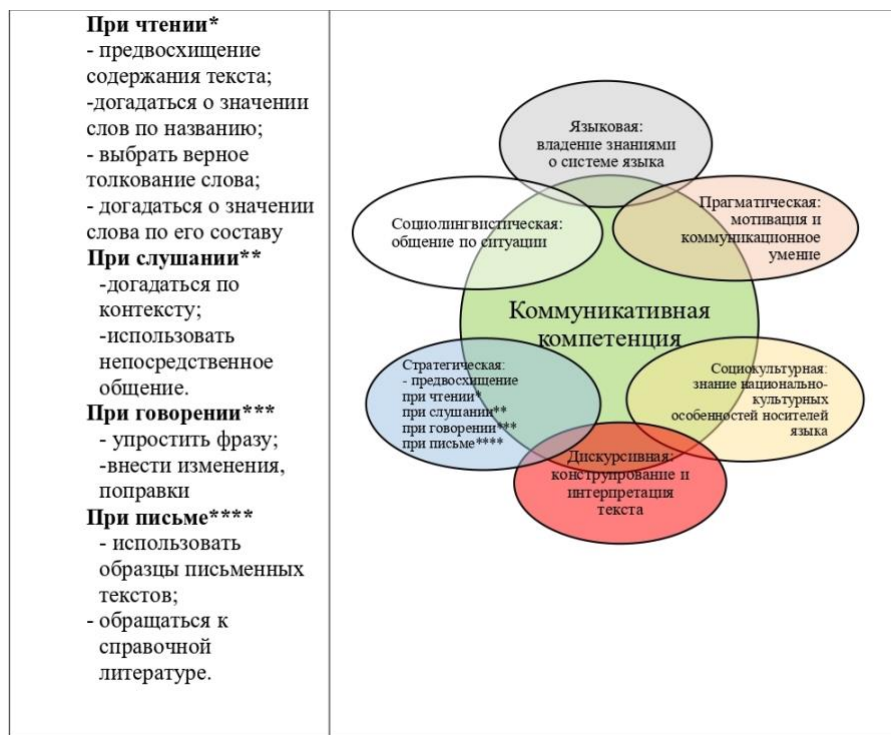 При чтении*
- предвосхищение
содержания текста;
-догадаться о значении
слов по названию;
- выбрать верное
толкование слова;
- догадаться о значении
слова по его составу
При слушании**
-догадаться по
контексту;
-использовать
непосредственное
общение.
При говорении***
- упростить фразу;
-внести изменения,
поправки
При письме****
- использовать
образцы письменных
текстов;
- обращаться к
справочной
литературе.
Языковая:
владение знаниями
о системе языка
Прагматическая:
мотивация и
коммуникационное
умение
Социолингвистическая:
общение по ситуации
Коммуникативная
компетенция
Стратегическая:
- предвосхищение
при чтении*
при слушании**
при говорении***
при письме****
Социокультурная:
знание национально-
культурных
особенностей носителей
языка
Дискурсивная:
конструирование и
интерпретация
текста